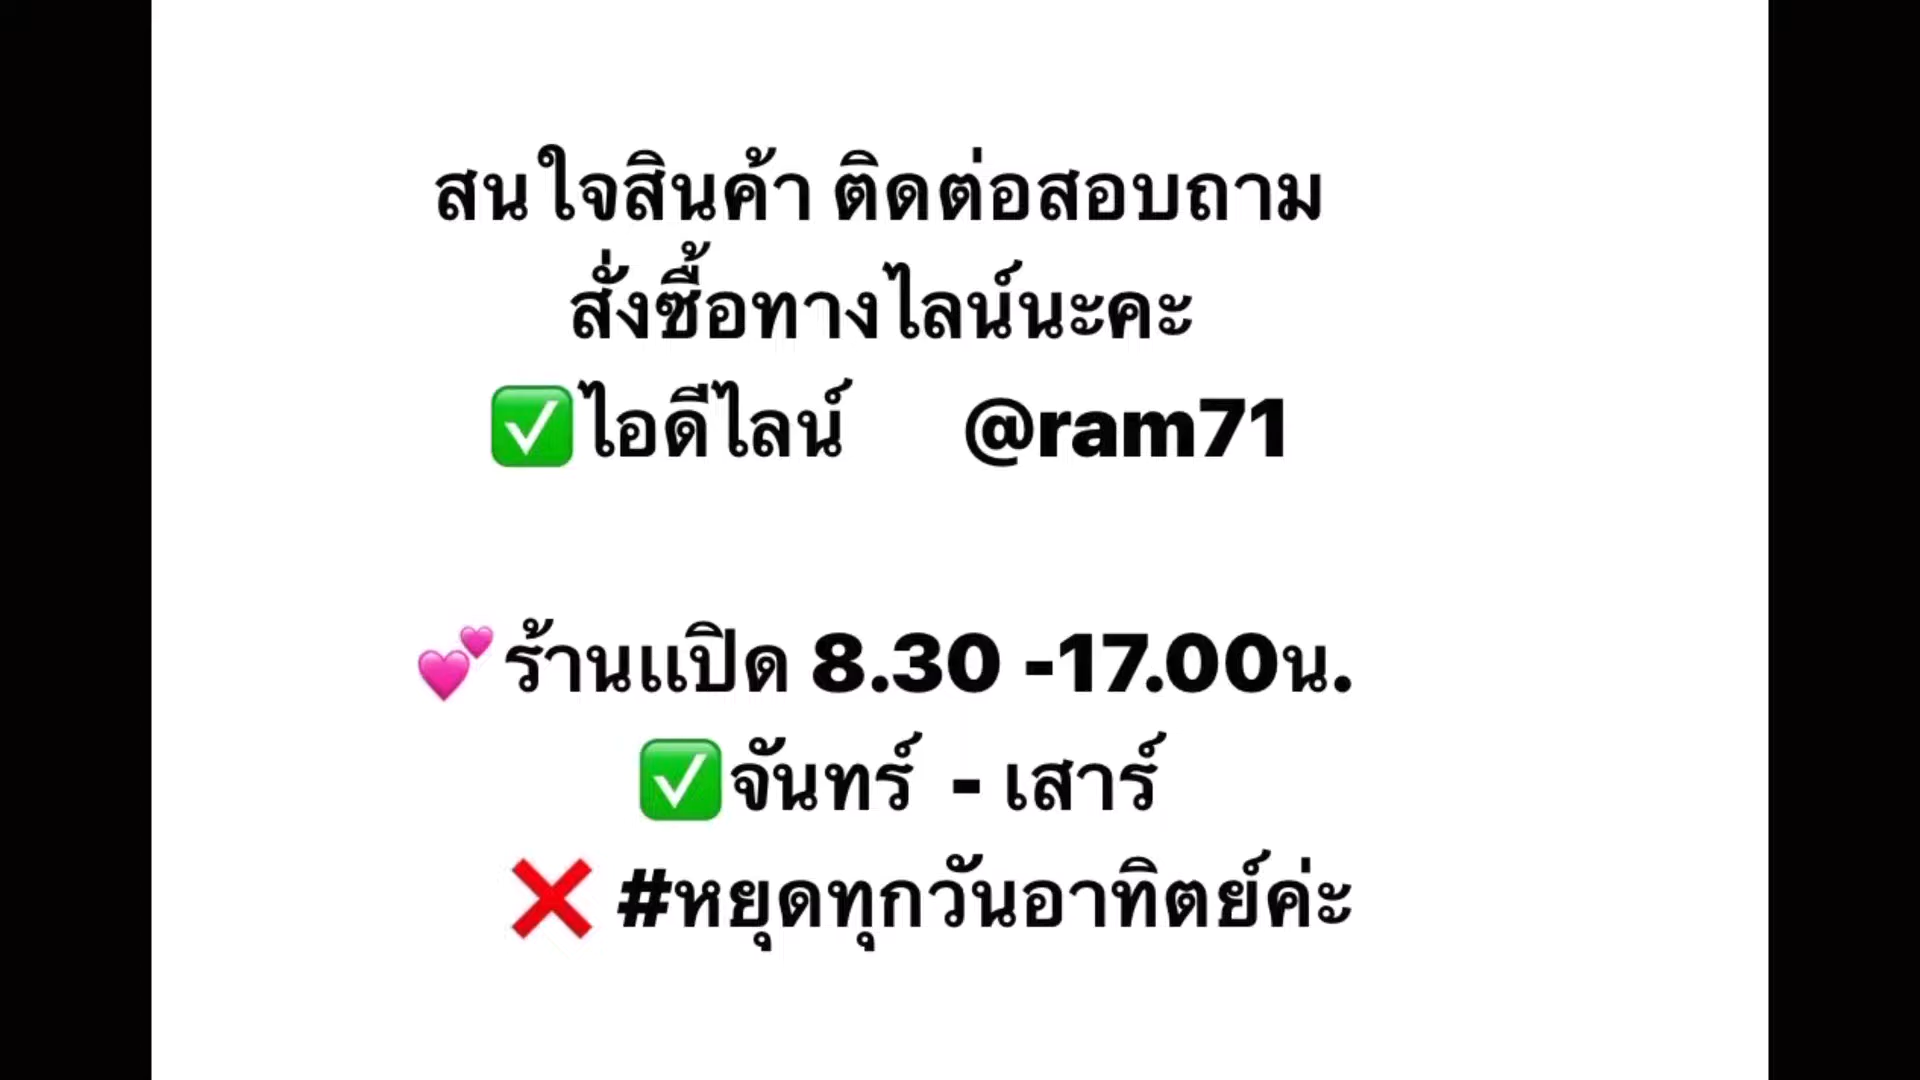 สนใจสินค้า ติดต่อสอบถาม
สั่งซื้อทางไลน์นะคะ
✅ไอดีไลน์ @ram71
💕ร้านเเปิด 8.30 -17.00น.
✅จันทร์ - เสาร์
❌ #หยุดทุกวันอาทิตย์ค่ะ